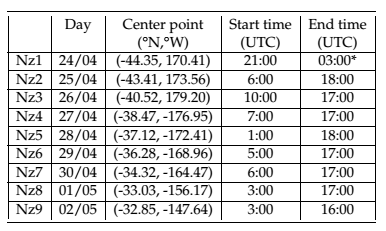 Day Center point Start time End time
(°N,°W) (UTC) (UTC)
Nz1 24/04 (-44.35, 170.41) 21:00 03:00*
Nz2 25/04 (-43.41, 173.56) 6:00 18:00
Nz3 26/04 (-40.52, 179.20) 10:00 17:00
Nz4 27/04 (-38.47, -176.95) 7:00 17:00
Nz5 28/04 (-37.12, -172.41) 1:00 18:00
Nz6 29/04 (-36.28, -168.96) 5:00 17:00
Nz7 30/04 (-34.32, -164.47) 6:00 17:00
Nz8 01/05 (-33.03, -156.17) 3:00 17:00
Nz9 02/05 (-32.85, -147.64) 3:00 16:00